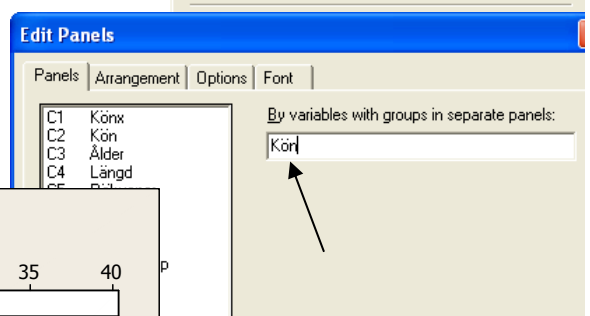 Edit Panels
Panels Arrangement Options Font
By variables with groups in separate panels:
Kön
C1 Könx
C2 Kön
C3 Ålder
C4 Längd
35 40